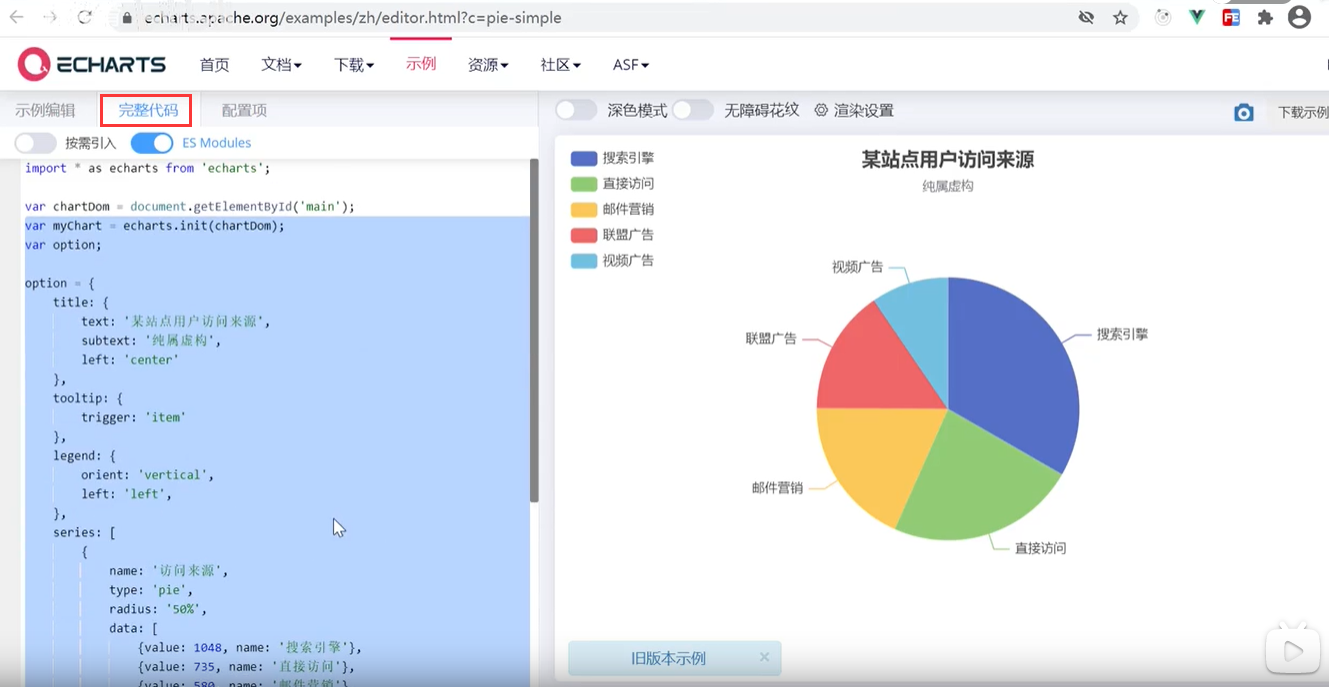 echarts.apache.org/examples/zh/editor.html?c=pie-simple
ECHARTS 首页 文档 下载 示例 资源 社区 ASF
示例编辑 完整代码 配置项
深色模式 无障碍花纹 渲染设置 下载示例
按需引入 ES Modules
import * as echarts from 'echarts';
var chartDom = document.getElementById('main');
var myChart = echarts.init(chartDom);
var option;
option = {
title: {
text: '某站点用户访问来源',
subtext: '纯属虚构',
left: 'center'
},
tooltip: {
trigger: 'item'
},
legend: {
orient: 'vertical',
left: 'left',
},
series: [
{
name: '访问来源',
type: 'pie',
radius: '50%',
data: [
{value: 1048, name: '搜索引擎'},
{value: 735, name: '直接访问'},
{value: 580, name: '邮件营销'}
搜索引擎
直接访问
邮件营销
联盟广告
视频广告
某站点用户访问来源
纯属虚构
视频广告
搜索引擎
联盟广告
邮件营销
直接访问
旧版本示例